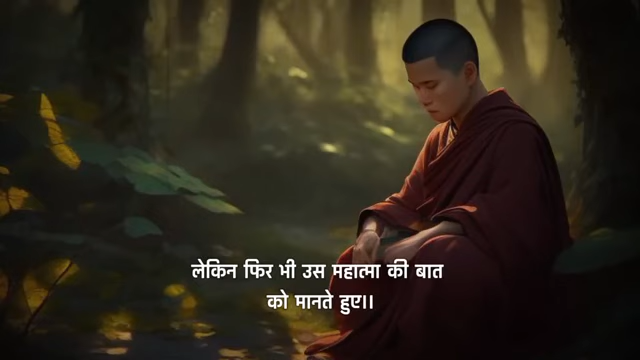 लेकिन फिर भी उस महात्मा की बात
को मानते हुए।।